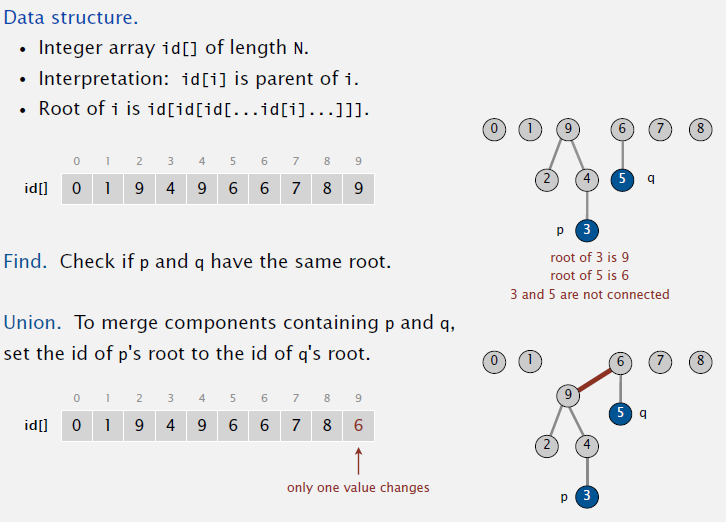 Data structure.
• Integer array id[] of length N.
• Interpretation: id[i] is parent of i.
• Root of i is id[id[id[...id[i]...]]].
0 1 2 3 4 5 6 7 8 9
id[] 0 1 9 4 9 6 6 7 8 9
0 1 9 6 7 8
2 4 5 q
p 3
root of 3 is 9
root of 5 is 6
3 and 5 are not connected
Find. Check if p and q have the same root.
Union. To merge components containing p and q,
set the id of p's root to the id of q's root.
0 1 2 3 4 5 6 7 8 9
id[] 0 1 9 4 9 6 6 7 8 6
only one value changes
0 1 6 7 8
9 5 q
2 4
p 3